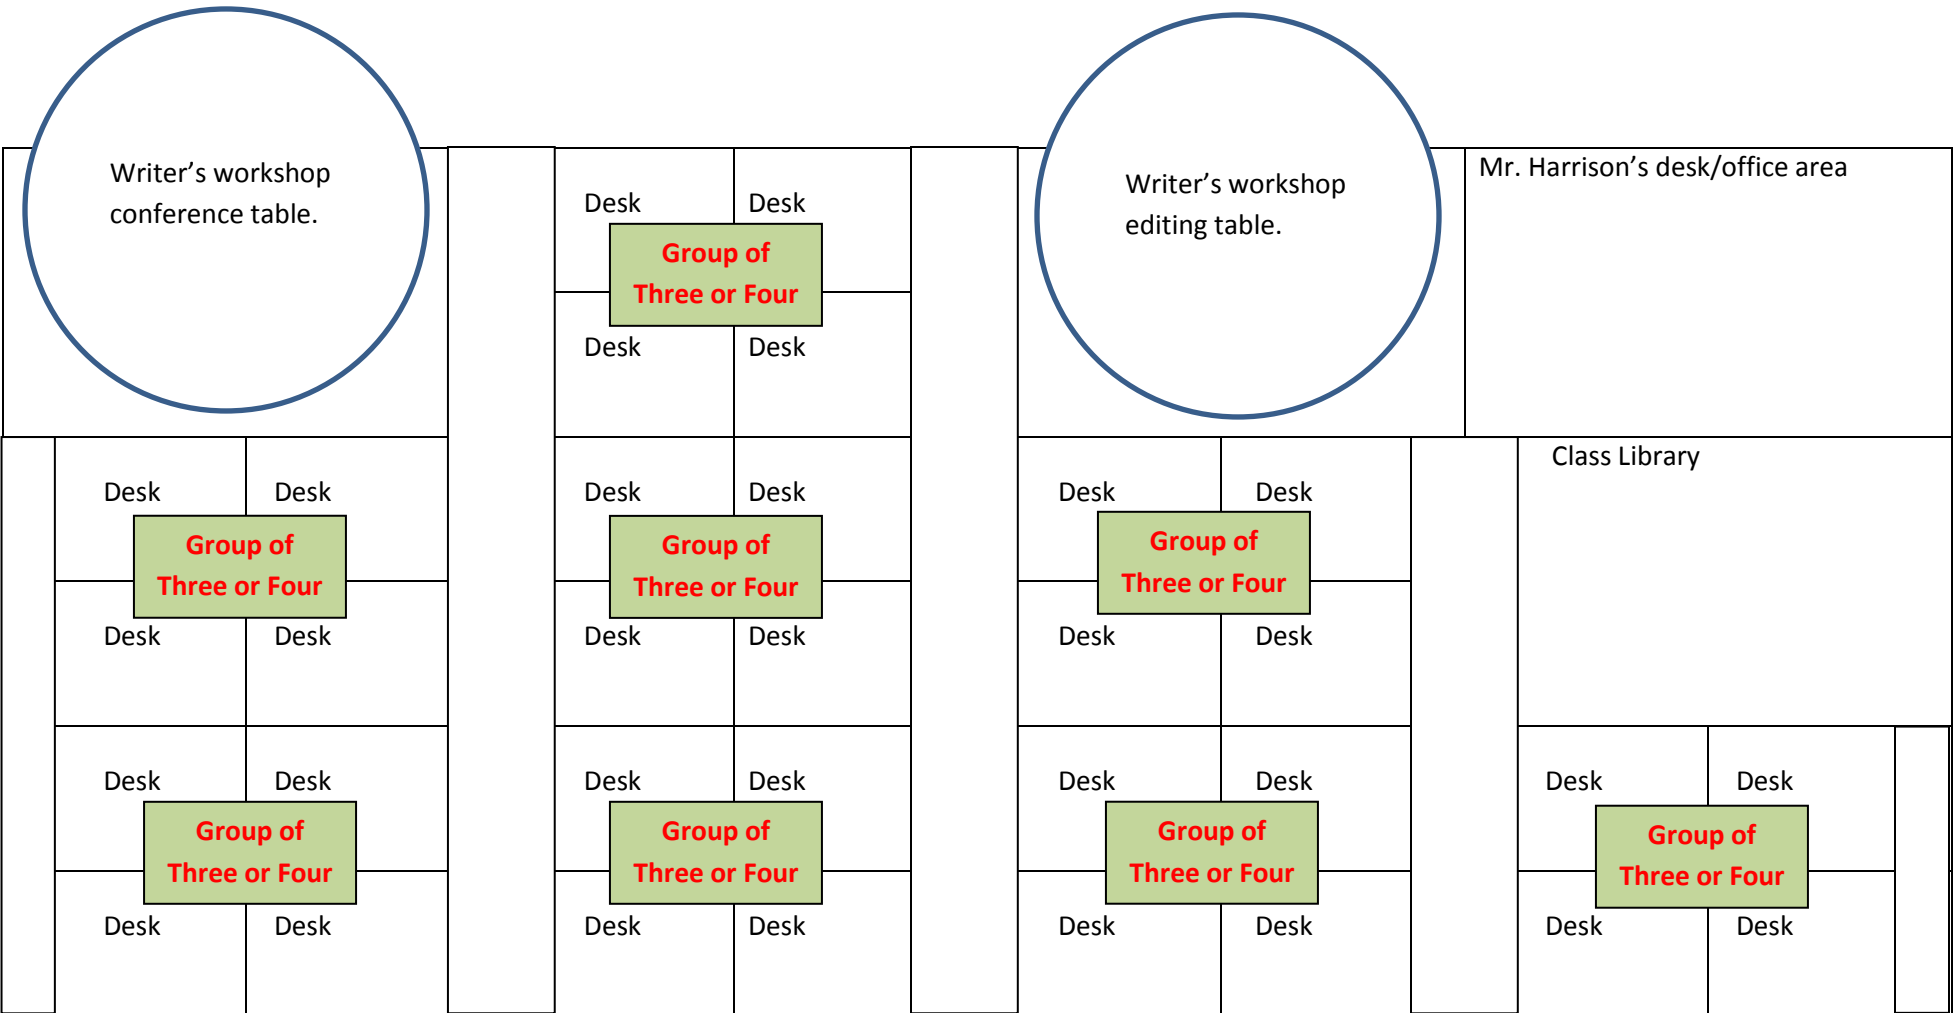 Writer’s workshop
conference table.
Desk Desk
Group of
Three or Four
Desk Desk
Writer’s workshop
editing table.
Mr. Harrison’s desk/office area
Desk Desk
Group of
Three or Four
Desk Desk
Desk Desk
Group of
Three or Four
Desk Desk
Desk Desk
Group of
Three or Four
Desk Desk
Class Library
Desk Desk
Group of
Three or Four
Desk Desk
Desk Desk
Group of
Three or Four
Desk Desk
Desk Desk
Group of
Three or Four
Desk Desk
Desk Desk
Group of
Three or Four
Desk Desk